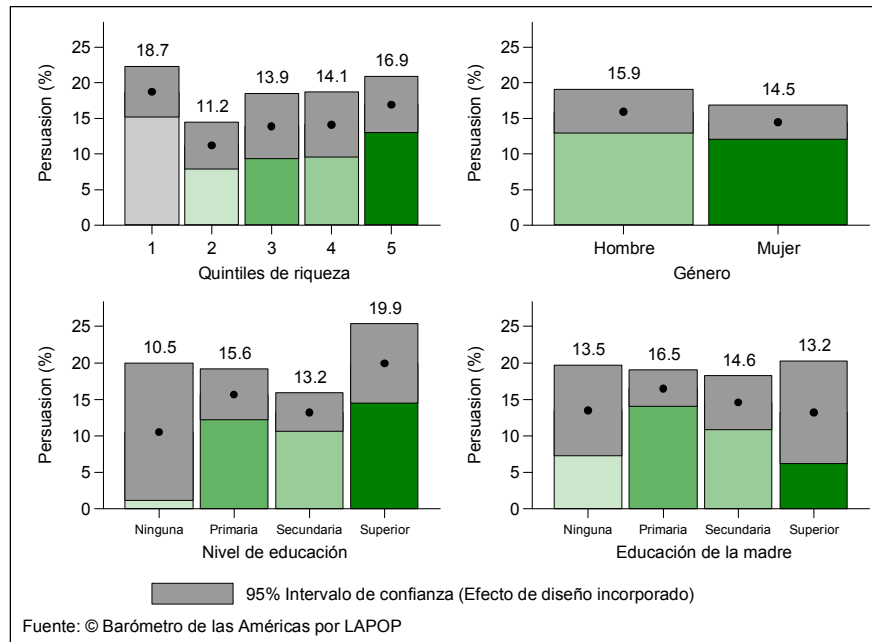 18.7
11.2
13.9
14.1
16.9
Persuasion (%)
25
20
15
10
5
0
1 2 3 4 5
Quintiles de riqueza
15.9
14.5
Persuasion (%)
25
20
15
10
5
0
Hombre Mujer
Género
10.5
15.6
13.2
19.9
Persuasion (%)
25
20
15
10
5
0
Ninguna Primaria Secundaria Superior
Nivel de educación
13.5
16.5
14.6
13.2
Persuasion (%)
25
20
15
10
5
0
Ninguna Primaria Secundaria Superior
Educación de la madre
95% Intervalo de confianza (Efecto de diseño incorporado)
Fuente: © Barómetro de las Américas por LAPOP